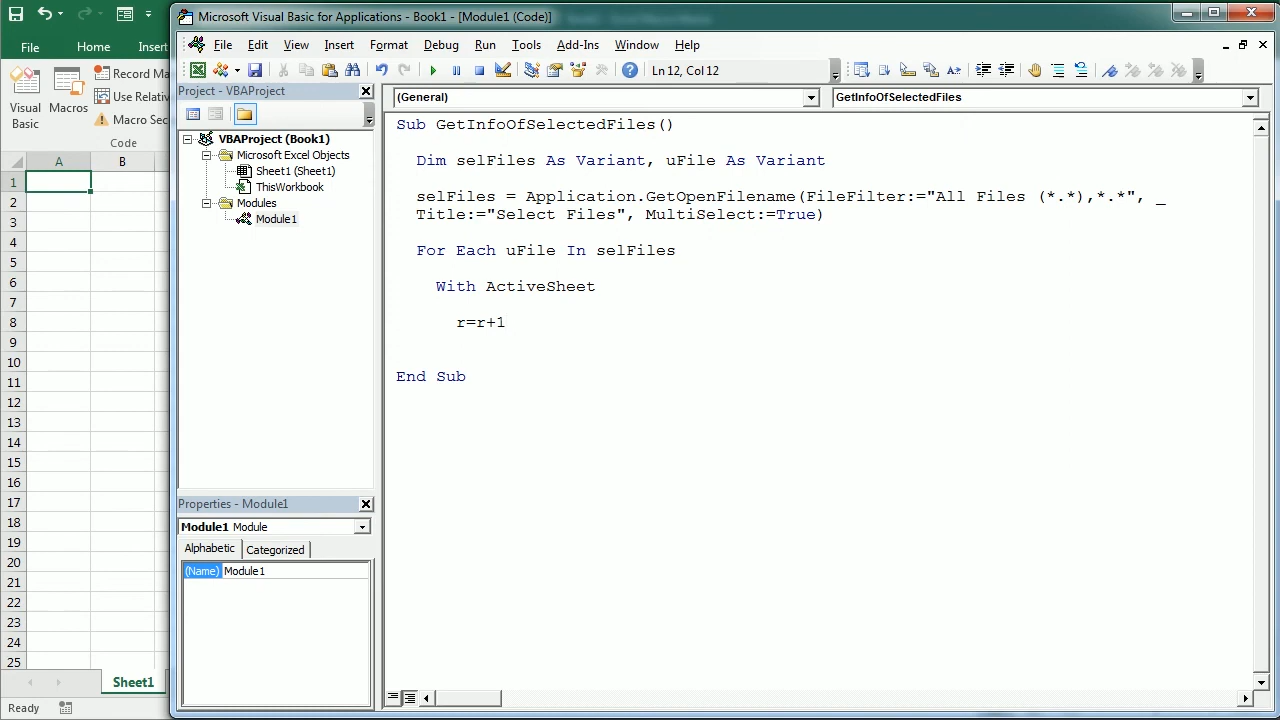 Microsoft Visual Basic for Applications - Book1 - [Module1 (Code)]
File Home Insert
File Edit View Insert Format Debug Run Tools Add-Ins Window Help
Ln 12, Col 12
Visual Basic
Macros
Record Ma
Use Relativ
Macro Sec
Code
Project - VBAProject
VBAProject (Book1)
Microsoft Excel Objects
Sheet1 (Sheet1)
ThisWorkbook
Modules
Module1
(General)
GetInfoOfSelectedFiles
Sub GetInfoOfSelectedFiles()
Dim selFiles As Variant, uFile As Variant
selFiles = Application.GetOpenFilename(FileFilter:="All Files (*.*),*.*", _
Title:="Select Files", MultiSelect:=True)
For Each uFile In selFiles
With ActiveSheet
r=r+1
End Sub
A B
1
2
3
4
5
6
7
8
9
10
11
12
13
14
15
16
17
18
19
20
21
22
23
24
25
Properties - Module1
Module1 Module
Alphabetic Categorized
(Name) Module1
Sheet1
Ready